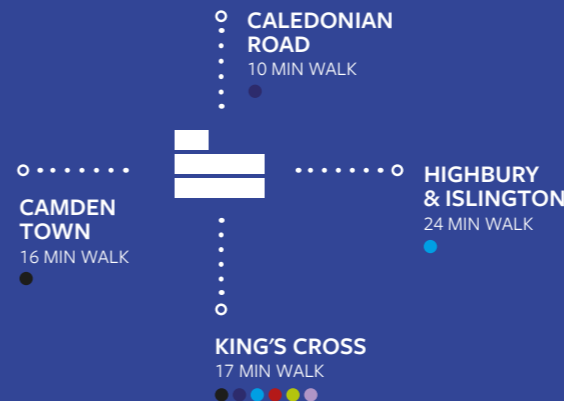 CALEDONIAN
ROAD
10 MIN WALK
HIGHBURY
& ISLINGTON
24 MIN WALK
CAMDEN
TOWN
16 MIN WALK
KING'S CROSS
17 MIN WALK